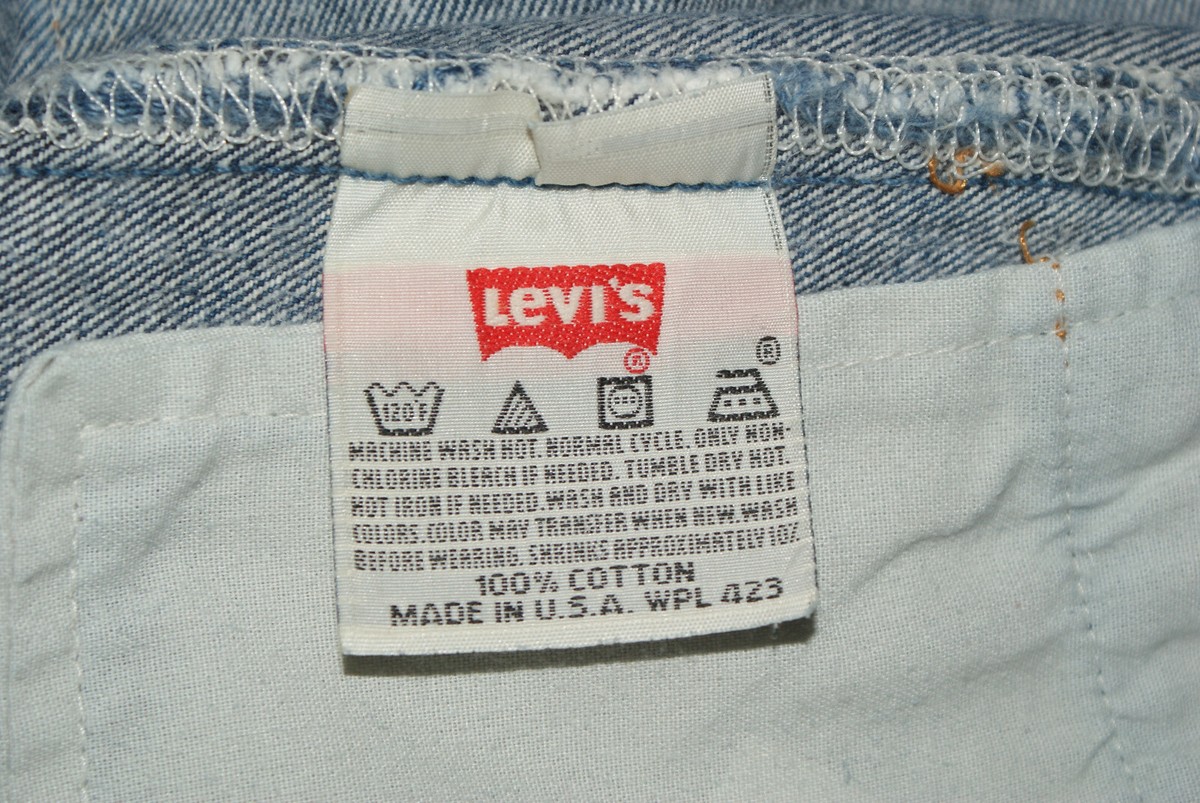 LEVI'S
®
®
120F
MACHINE WASH HOT. NORMAL CYCLE. ONLY NON-
CHLORINE BLEACH IF NEEDED. TUMBLE DRY HOT
HOT IRON IF NEEDED. WASH AND DRY WITH LIKE
COLORS. COLOR MAY TRANSFER WHEN NEW. WASH
BEFORE WEARING. SHRINKS APPROXIMATELY 10%
100% COTTON
MADE IN U.S.A. WPL 423